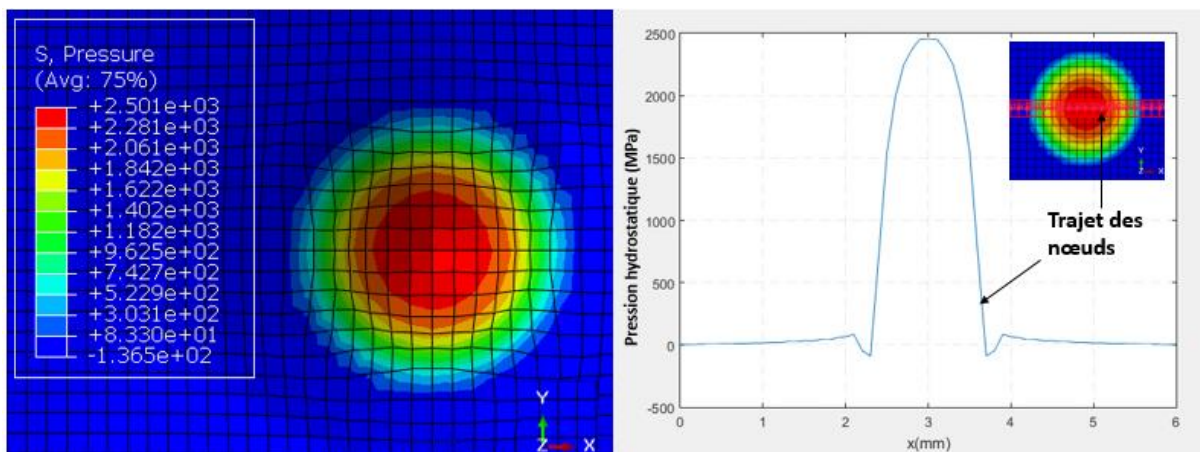 S, Pressure
(Avg: 75%)
+2.501e+03
+2.281e+03
+2.061e+03
+1.842e+03
+1.622e+03
+1.402e+03
+1.182e+03
+9.625e+02
+7.427e+02
+5.229e+02
+3.031e+02
+8.330e+01
-1.365e+02
Y
Z
X
Pression hydrostatique (MPa)
2500
2000
1500
1000
500
0
-500
0
1
2
3
4
5
6
x(mm)
Y
Z X
Trajet des
nœuds